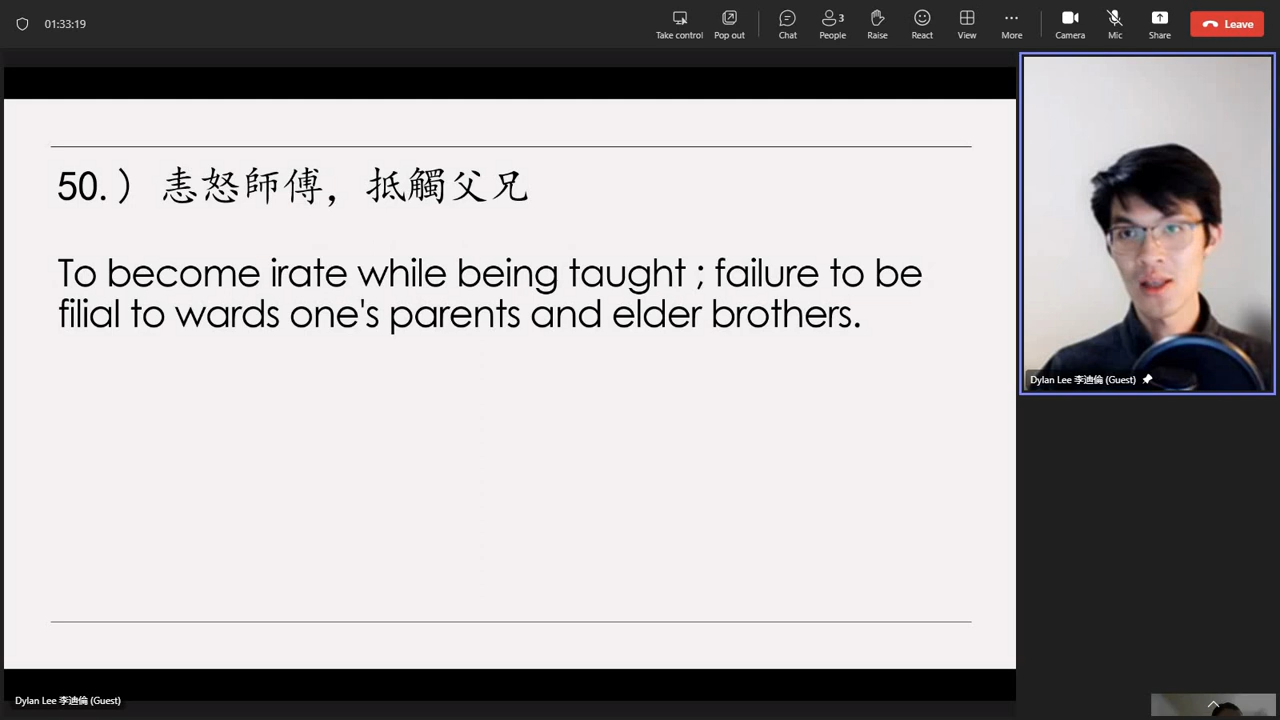 01:33:19
Take control
Pop out
Chat
3
People
Raise
React
View
More
Camera
Mic
Share
Leave
50.） 恚怒師傅，抵觸父兄
To become irate while being taught ; failure to be
filial to wards one's parents and elder brothers.
Dylan Lee 李迪倫 (Guest)
Dylan Lee 李迪倫 (Guest)